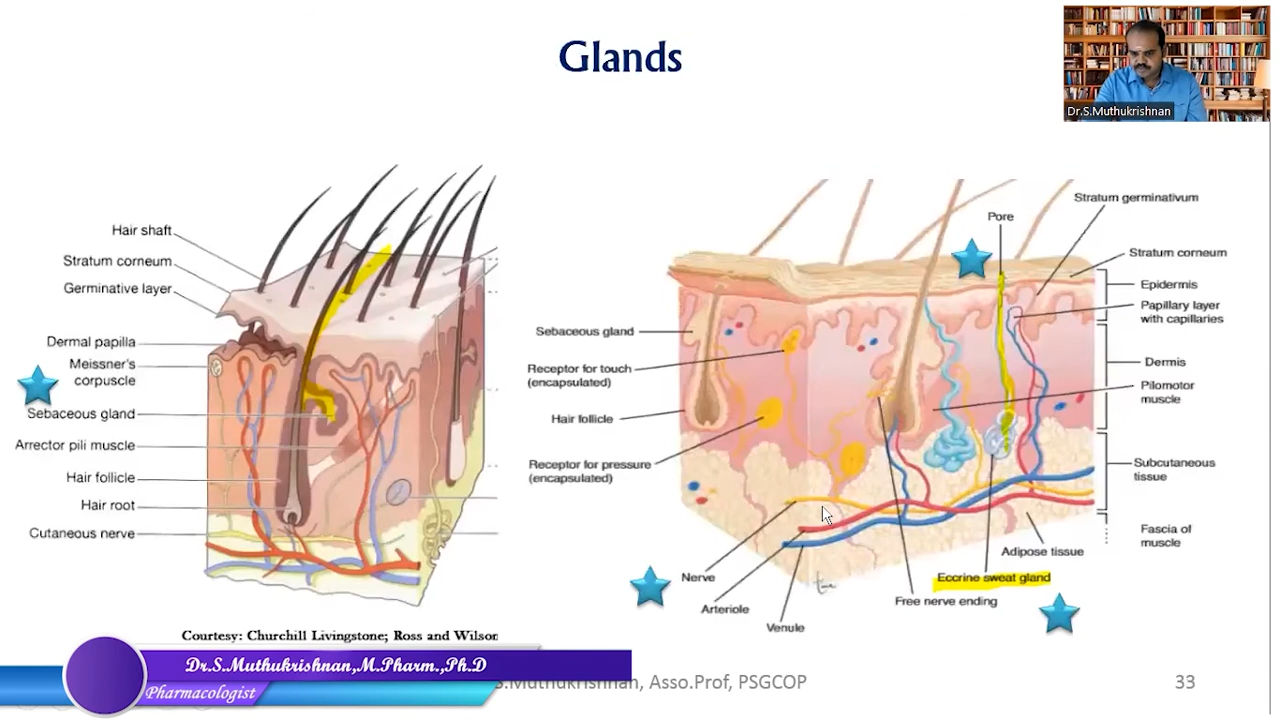 Glands
Dr.S.Muthukrishnan
Hair shaft
Stratum corneum
Germinative layer
Dermal papilla
Meissner's
corpuscle
Sebaceous gland
Arrector pili muscle
Hair follicle
Hair root
Cutaneous nerve
Courtesy: Churchill Livingstone; Ross and Wilson
Sebaceous gland
Receptor for touch
(encapsulated)
Hair follicle
Receptor for pressure
(encapsulated)
Nerve
Arteriole
Venule
Pore
Stratum germinativum
Stratum corneum
Epidermis
Papillary layer
with capillaries
Dermis
Pilomotor
muscle
Subcutaneous
tissue
Fascia of
muscle
Adipose tissue
Eccrine sweat gland
Free nerve ending
Dr.S.Muthukrishnan,M.Pharm.,Ph.D
Pharmacologist
S.Muthukrishnan, Asso.Prof, PSGCOP
33